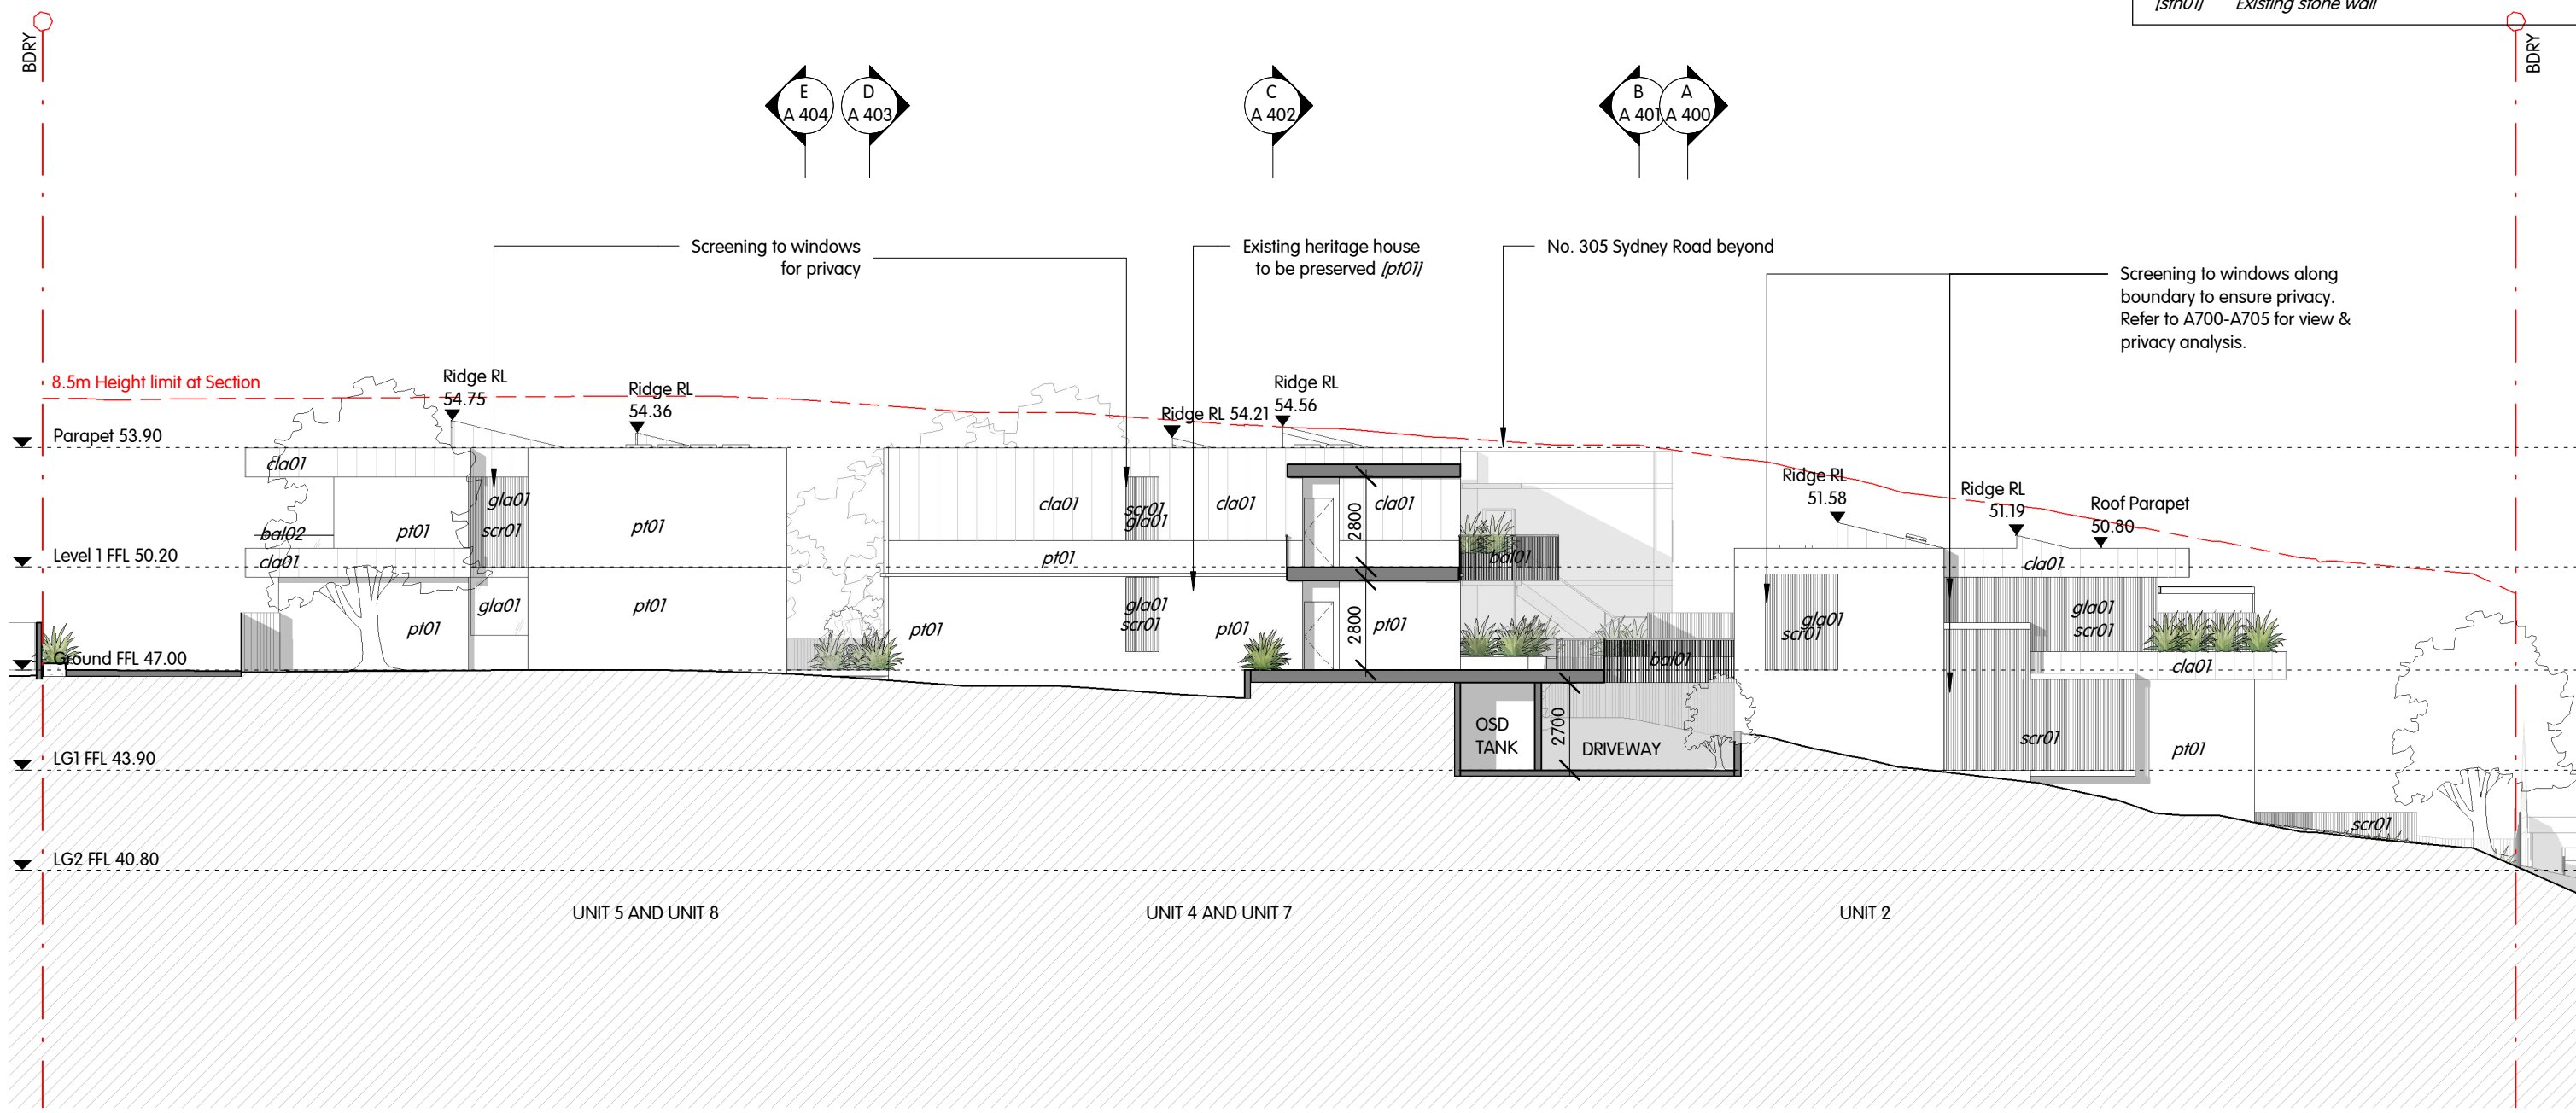 [stn01] Existing stone wall
BDRY
BDRY
E
A 404
D
A 403
C
A 402
B
A 401
A
A 400
Screening to windows
for privacy
Existing heritage house
to be preserved [pt01]
No. 305 Sydney Road beyond
Screening to windows along
boundary to ensure privacy.
Refer to A700-A705 for view &
privacy analysis.
8.5m Height limit at Section
Ridge RL
54.75
Ridge RL
54.36
Ridge RL 54.21
Ridge RL
54.56
Ridge RL
51.58
Ridge RL
51.19
Roof Parapet
50.80
Parapet 53.90
cla01
gla01
scr01
bal02
pt01
pt01
cla01
scr01
gla01
cla01
2800
cla01
Level 1 FFL 50.20
cla01
pt01
bal01
cla01
gla01
pt01
pt01
pt01
gla01
scr01
pt01
2800
pt01
bal01
gla01
scr01
gla01
scr01
cla01
Ground FFL 47.00
OSD
TANK
2700
DRIVEWAY
scr01
pt01
LG1 FFL 43.90
scr01
LG2 FFL 40.80
UNIT 5 AND UNIT 8
UNIT 4 AND UNIT 7
UNIT 2